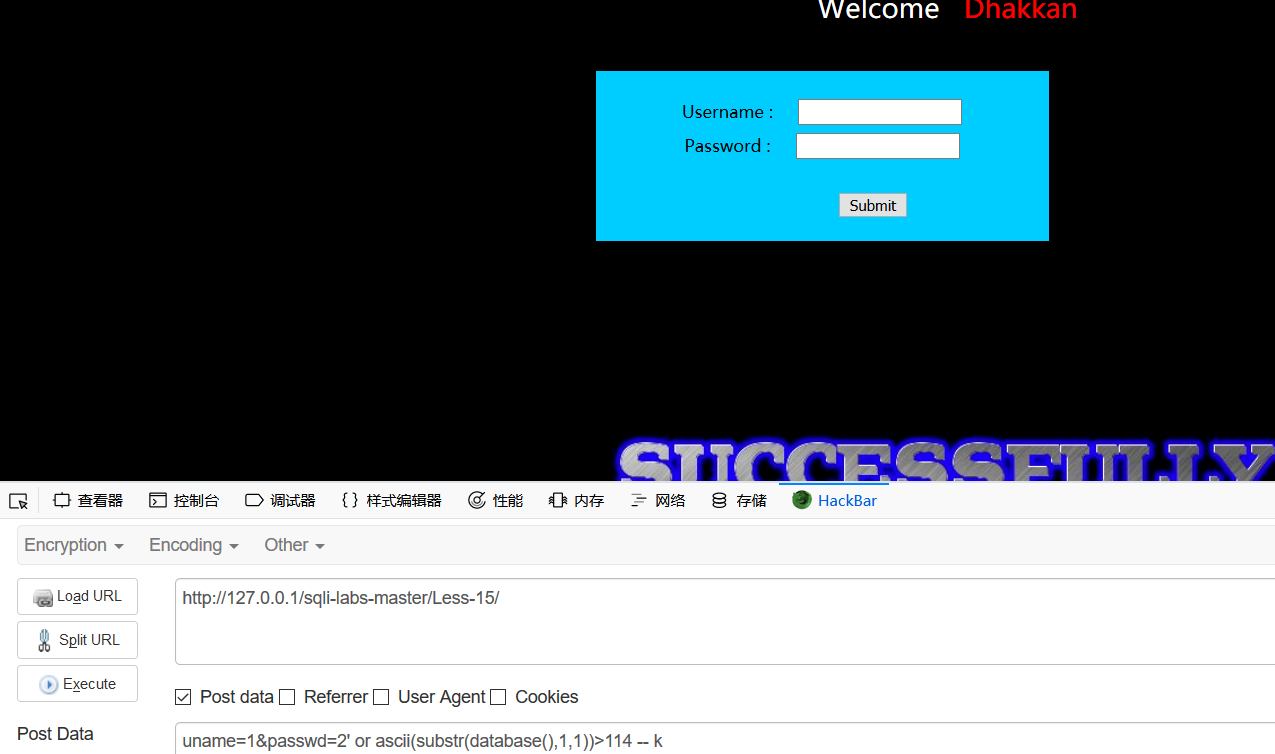 Welcome Dhakkan
Username :
Password :
Submit
SUCCESSFULLY
查看器 控制台 调试器 {} 样式编辑器 性能 内存 网络 存储 HackBar
Encryption Encoding Other
Load URL
http://127.0.0.1/sqli-labs-master/Less-15/
Split URL
Execute
Post data Referrer User Agent Cookies
Post Data
uname=1&passwd=2' or ascii(substr(database(),1,1))>114 -- k